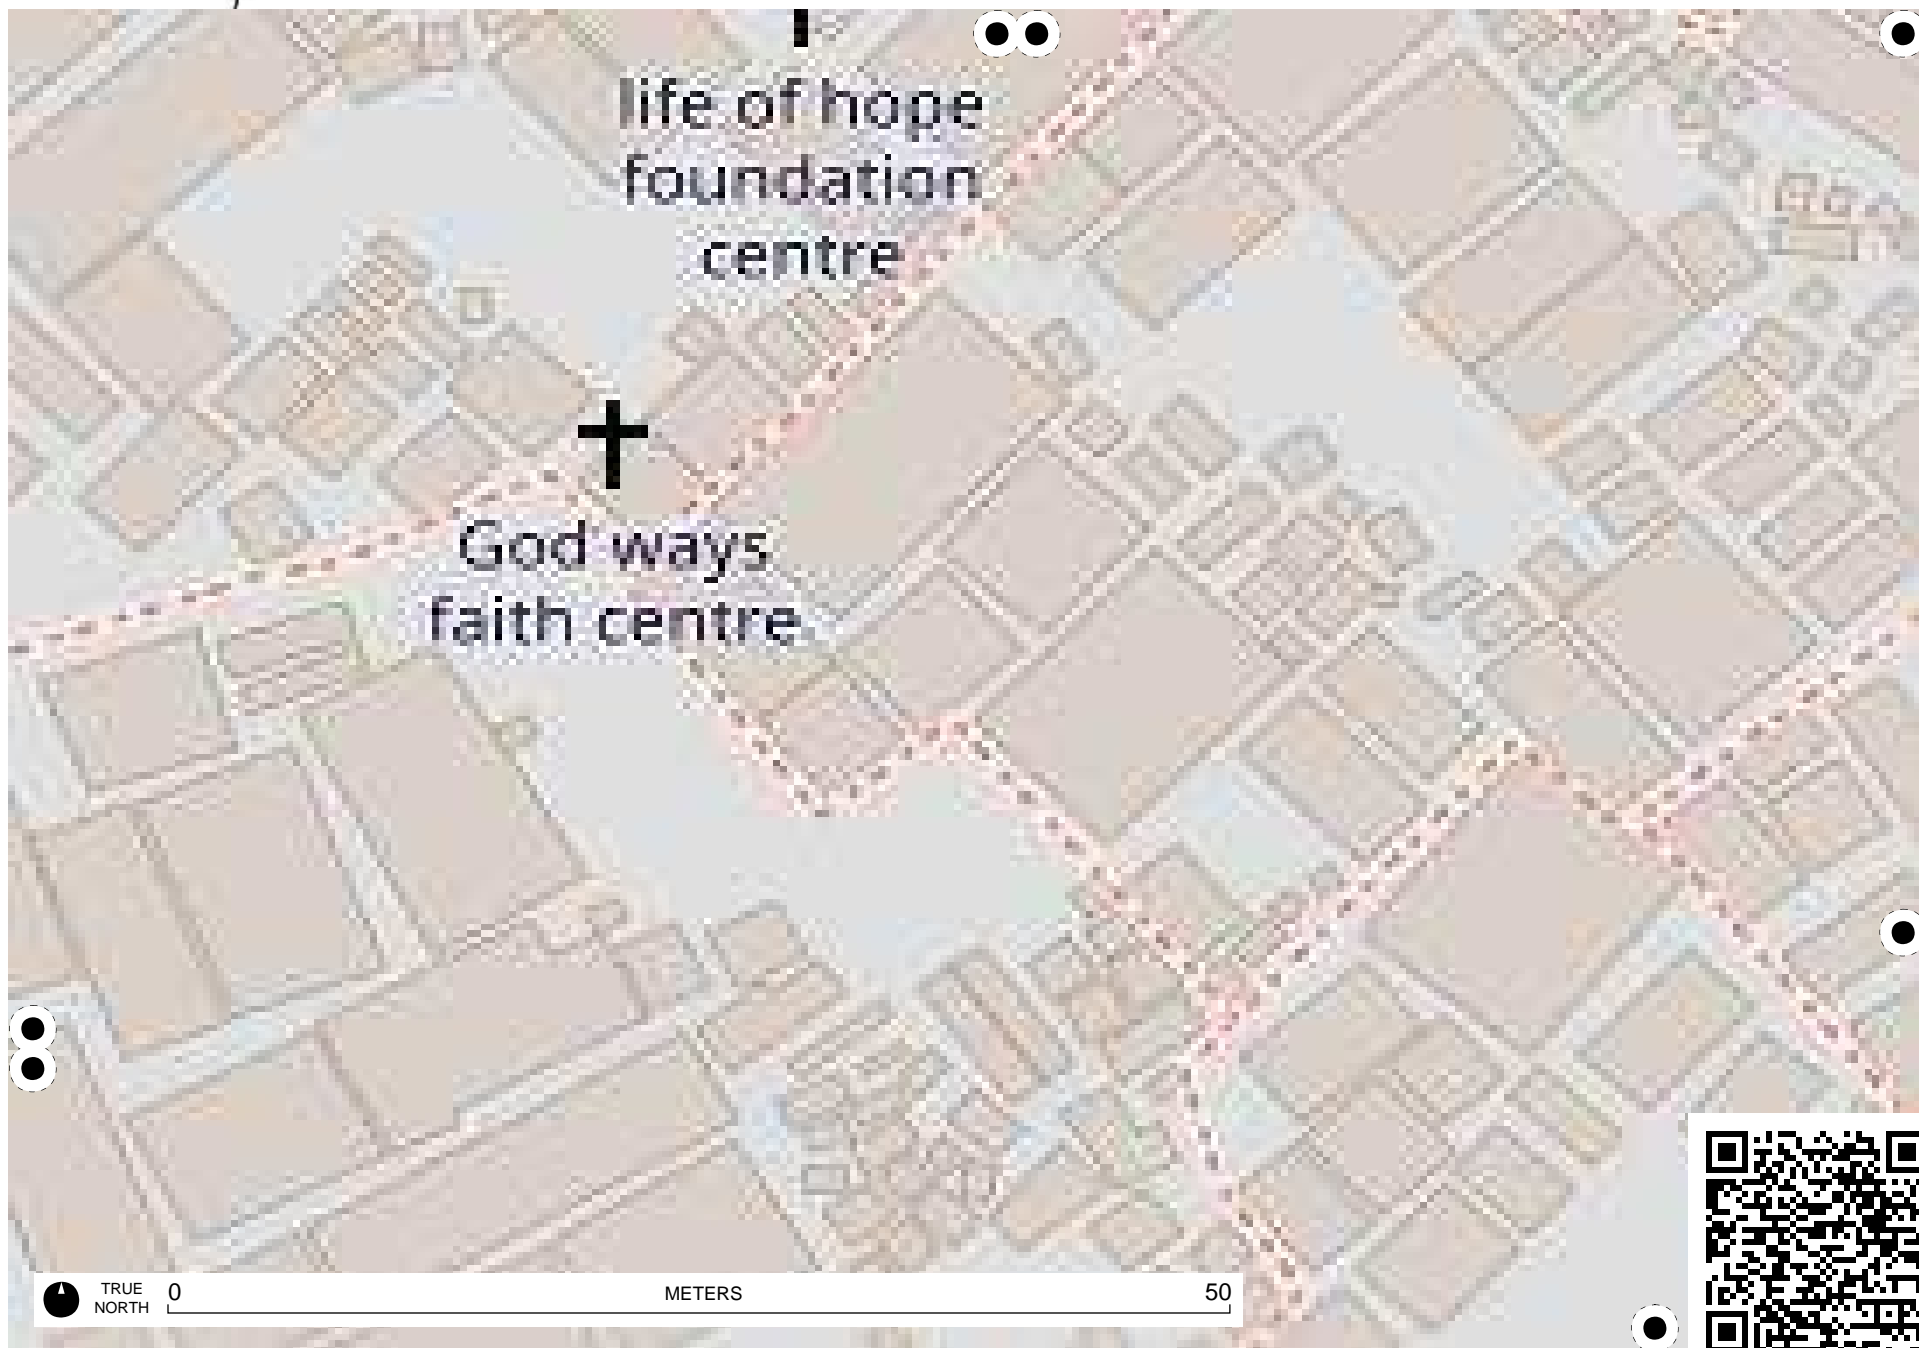 life of hope
foundation
centre
God ways
faith centre
TRUE
NORTH
0
METERS
50